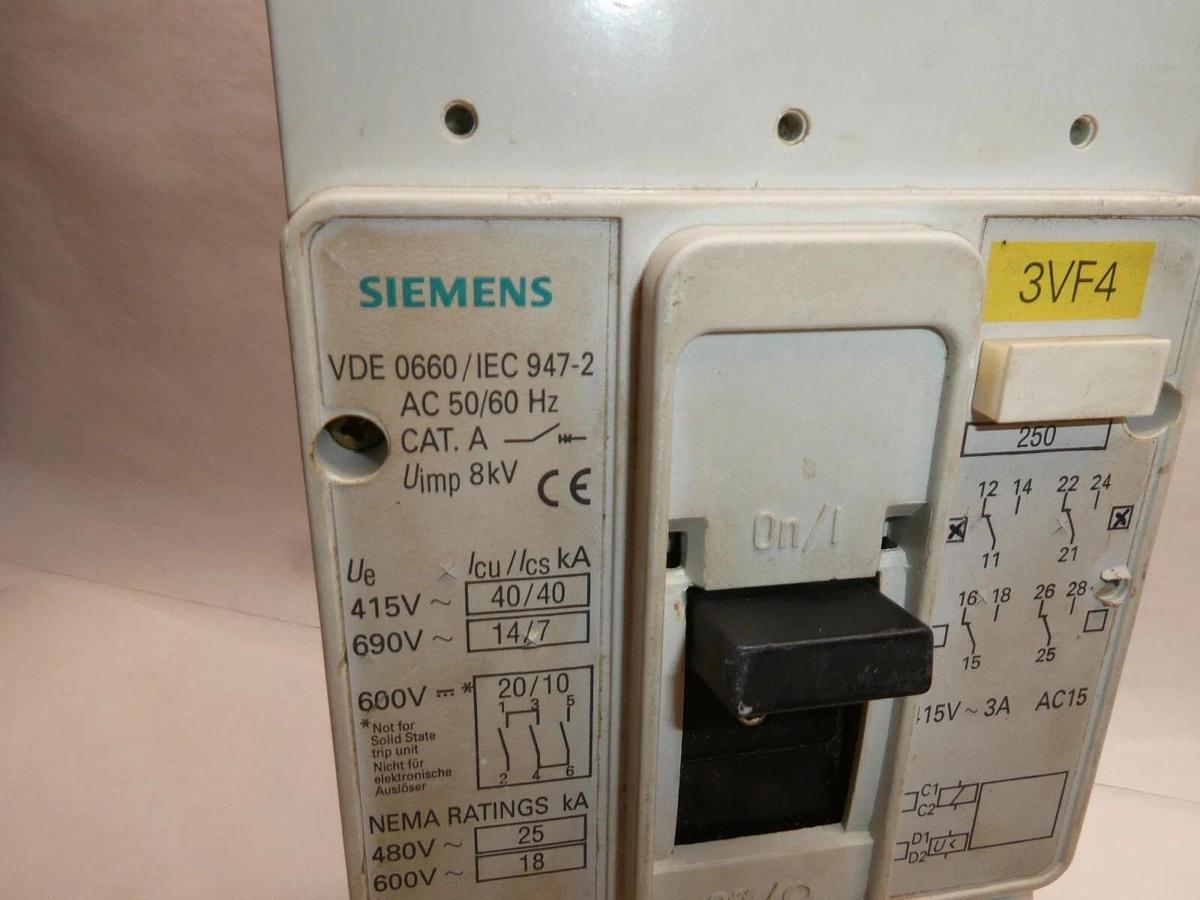 SIEMENS
VDE 0660/IEC 947-2
AC 50/60 Hz
CAT. A
Uimp 8kV CE
Ue Icu/Ics kA
415V ~ 40/40
690V ~ 14/7
600V ⎓ * 20/10
1 3 5
* Not for
Solid State
trip unit
Nicht für
elektronische
Auslöser
2 4 6
NEMA RATINGS kA
480V ~ 25
600V ~ 18
On/I
3VF4
250
12 14 22 24
11 21
16 18 26 28
15 25
415V ~ 3A AC15
C1
C2
D1
D2 U<